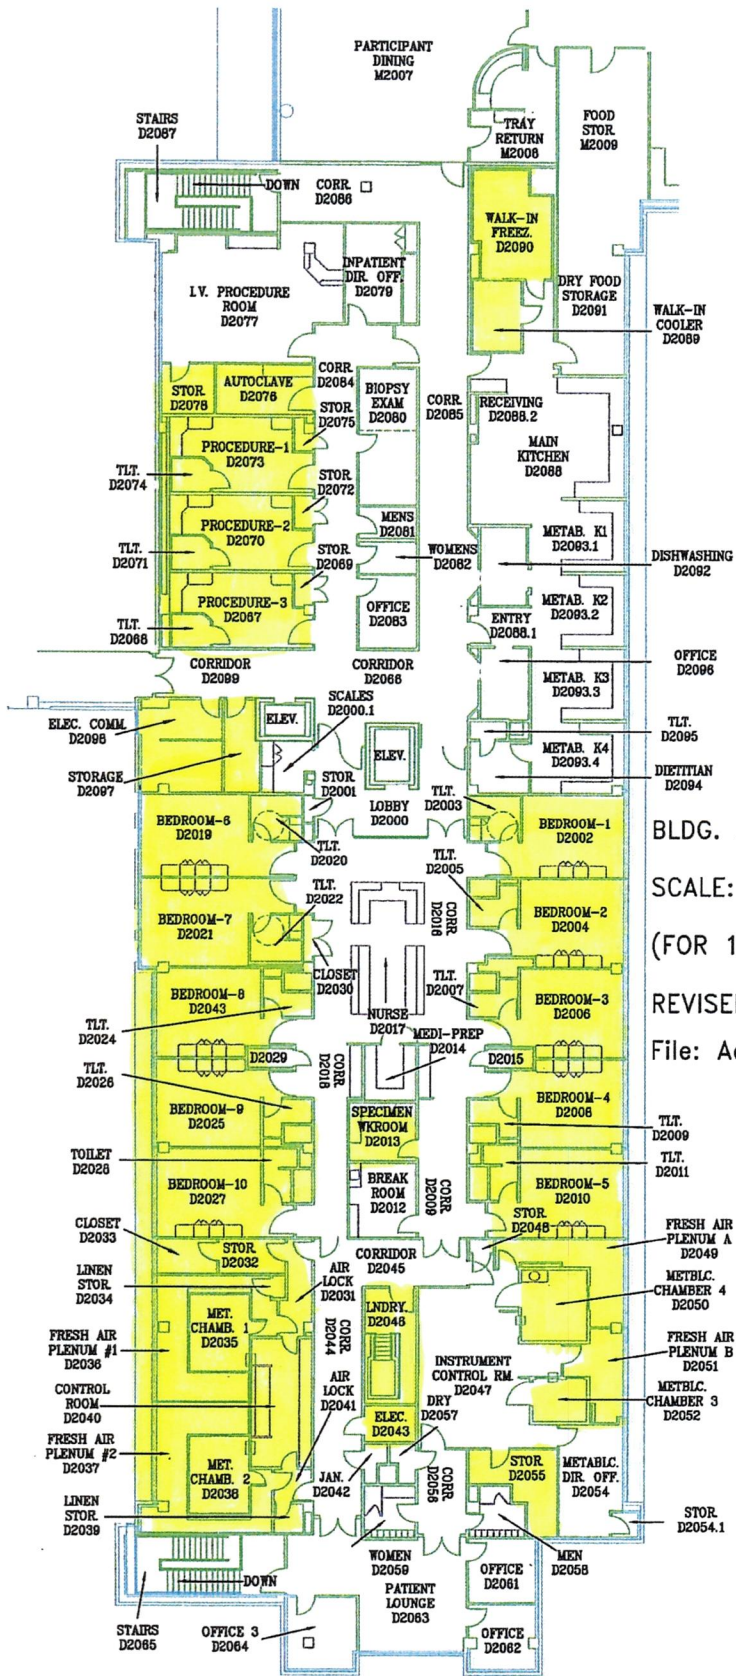 PARTICIPANT
DINING
M2007
STAIRS
D2087
TRAY
RETURN
M2008
FOOD
STOR.
M2009
DOWN
CORR.
D2086
WALK-IN
FREEZ.
D2090
INPATIENT
DIR. OFF.
D2079
I.V. PROCEDURE
ROOM
D2077
DRY FOOD
STORAGE
D2091
WALK-IN
COOLER
D2089
CORR.
D2084
STOR.
D2078
AUTOCLAVE
D2076
BIOPSY
EXAM
D2080
CORR.
D2085
RECEIVING
D2088.2
STOR.
D2075
PROCEDURE-1
D2073
MAIN
KITCHEN
D2088
TLT.
D2074
STOR.
D2072
PROCEDURE-2
D2070
MENS
D2081
METAB. K1
D2093.1
TLT.
D2071
STOR.
D2069
WOMENS
D2082
DISHWASHING
D2092
PROCEDURE-3
D2067
OFFICE
D2083
METAB. K2
D2093.2
TLT.
D2068
ENTRY
D2088.1
CORRIDOR
D2099
CORRIDOR
D2066
OFFICE
D2096
METAB. K3
D2093.3
SCALES
D2000.1
ELEC. COMM.
D2098
ELEV.
ELEV.
TLT.
D2095
STORAGE
D2097
METAB. K4
D2093.4
DIETITIAN
D2094
STOR.
D2001
LOBBY
D2000
TLT.
D2003
BEDROOM-6
D2019
BEDROOM-1
D2002
BLDG.
TLT.
D2020
TLT.
D2005
TLT.
D2022
SCALE:
BEDROOM-7
D2021
CORR.
D2016
BEDROOM-2
D2004
(FOR 1
CLOSET
D2030
TLT.
D2007
BEDROOM-8
D2043
BEDROOM-3
D2006
REVISED
NURSE
D2017
TLT.
D2024
MEDI-PREP
D2014
File:
D2029
D2015
TLT.
D2026
CORR.
D2018
BEDROOM-9
D2025
BEDROOM-4
D2008
SPECIMEN
WKROOM
D2013
TLT.
D2009
TOILET
D2028
TLT.
D2011
BEDROOM-10
D2027
BREAK
ROOM
D2012
CORR.
D2009
BEDROOM-5
D2010
STOR.
D2046
CLOSET
D2033
STOR.
D2032
CORRIDOR
D2045
FRESH AIR
PLENUM A
D2049
LINEN
STOR.
D2034
AIR
LOCK
D2031
METBLC.
CHAMBER 4
D2050
LNDRY.
D2048
MET.
CHAMB. 1
D2035
CORR.
D2044
FRESH AIR
PLENUM #1
D2036
INSTRUMENT
CONTROL RM.
D2047
FRESH AIR
PLENUM B
D2051
CONTROL
ROOM
D2040
AIR
LOCK
D2041
METBLC.
CHAMBER 3
D2052
ELEC.
D2043
DRY
D2057
FRESH AIR
PLENUM #2
D2037
MET.
CHAMB. 2
D2038
JAN.
D2042
CORR.
D2056
STOR.
D2055
METABLC.
DIR. OFF.
D2054
LINEN
STOR.
D2039
STOR.
D2054.1
WOMEN
D2059
MEN
D2058
DOWN
PATIENT
LOUNGE
D2063
OFFICE
D2061
STAIRS
D2065
OFFICE 3
D2064
OFFICE
D2062